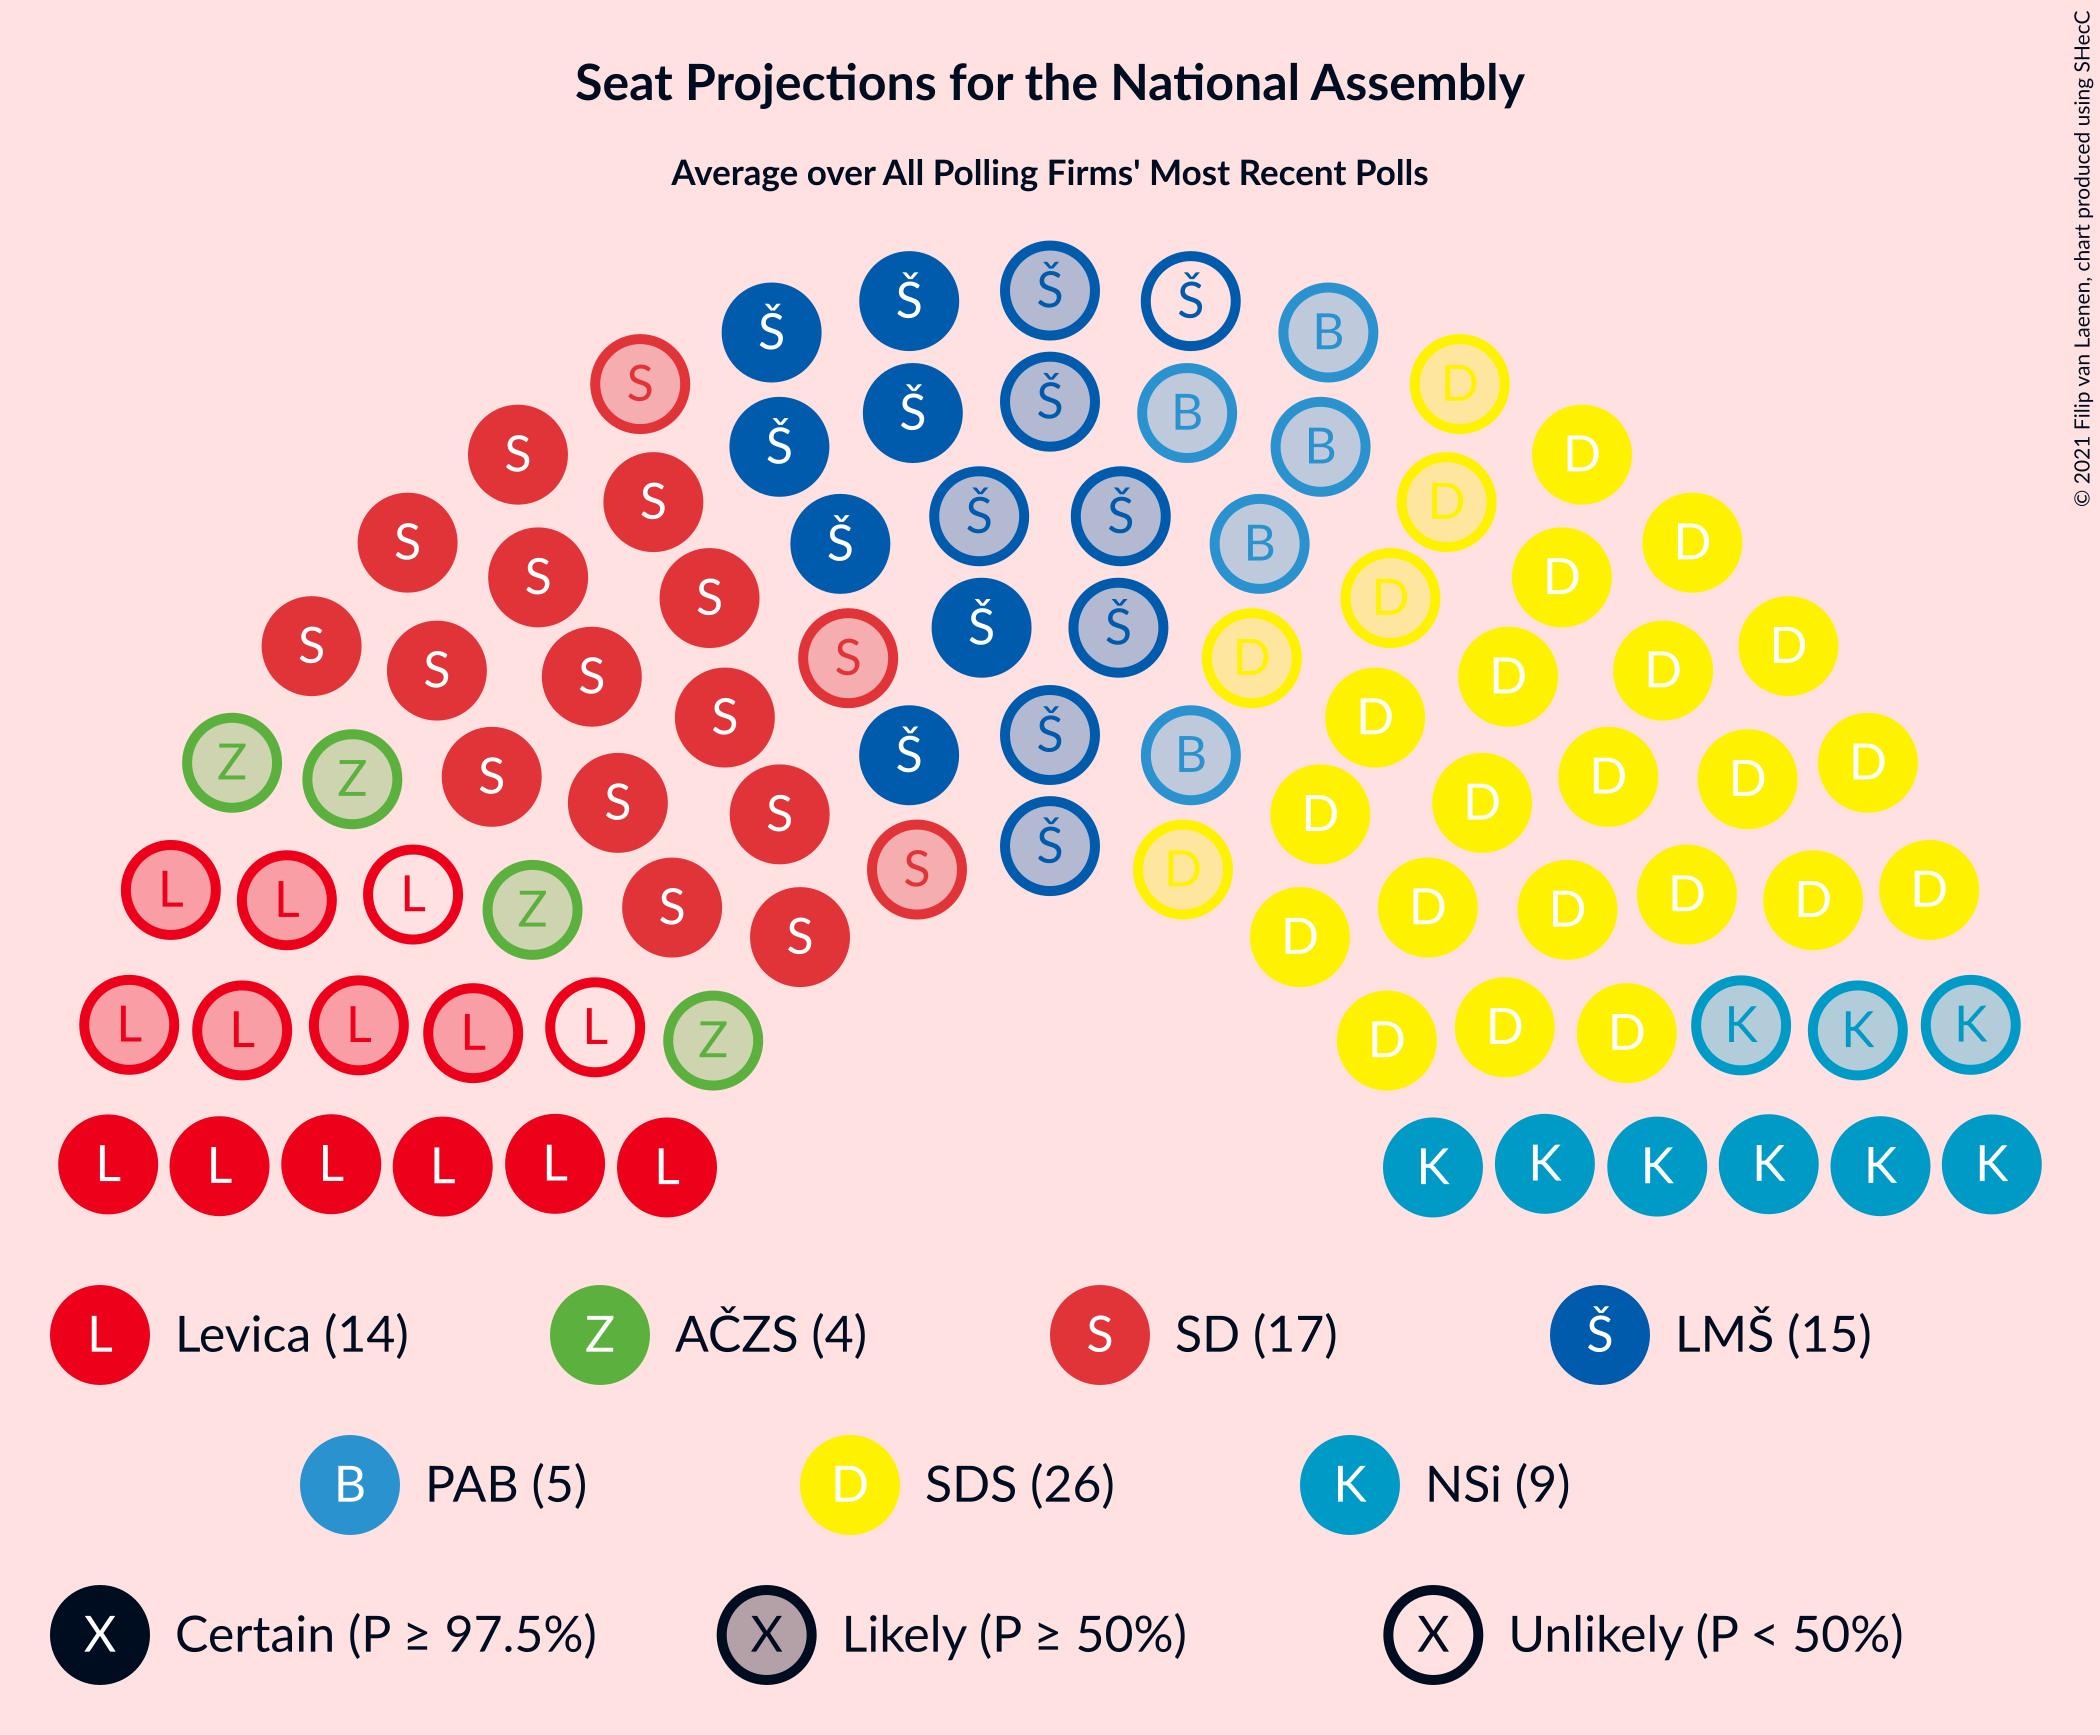 Seat Projections for the National Assembly
Average over All Polling Firms' Most Recent Polls
© 2021 Filip van Laenen, chart produced using SHecC
Š Š
Š Š B
S D
Š B
Š Š B
S D
S D
Š Š
Š B
S D
S D
S D
S D
Š Š
S D
S D
S D
S D
S D
Š
Š B
Z D
Z S D D
S D
S D
Š
L S D D
L L Z D L D
S S D D
L L L L L Z D D D K K K
L L L L L L K K K K K K
L Levica (14) Z AČZS (4) S SD (17) Š LMŠ (15)
B PAB (5) D SDS (26) K NSi (9)
X Certain (P ≥ 97.5%) X Likely (P ≥ 50%) X Unlikely (P < 50%)